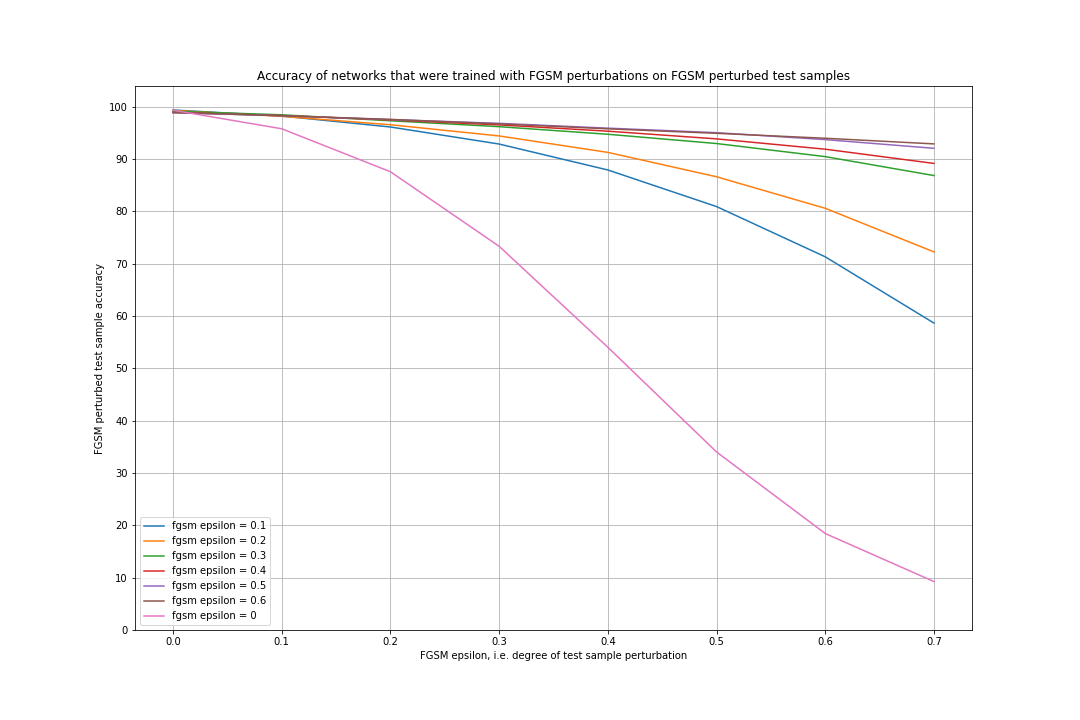 Accuracy of networks that were trained with FGSM perturbations on FGSM perturbed test samples
FGSM perturbed test sample accuracy
100
90
80
70
60
50
40
30
20
10
0
fgsm epsilon = 0.1
fgsm epsilon = 0.2
fgsm epsilon = 0.3
fgsm epsilon = 0.4
fgsm epsilon = 0.5
fgsm epsilon = 0.6
fgsm epsilon = 0
0.0 0.1 0.2 0.3 0.4 0.5 0.6 0.7
FGSM epsilon, i.e. degree of test sample perturbation